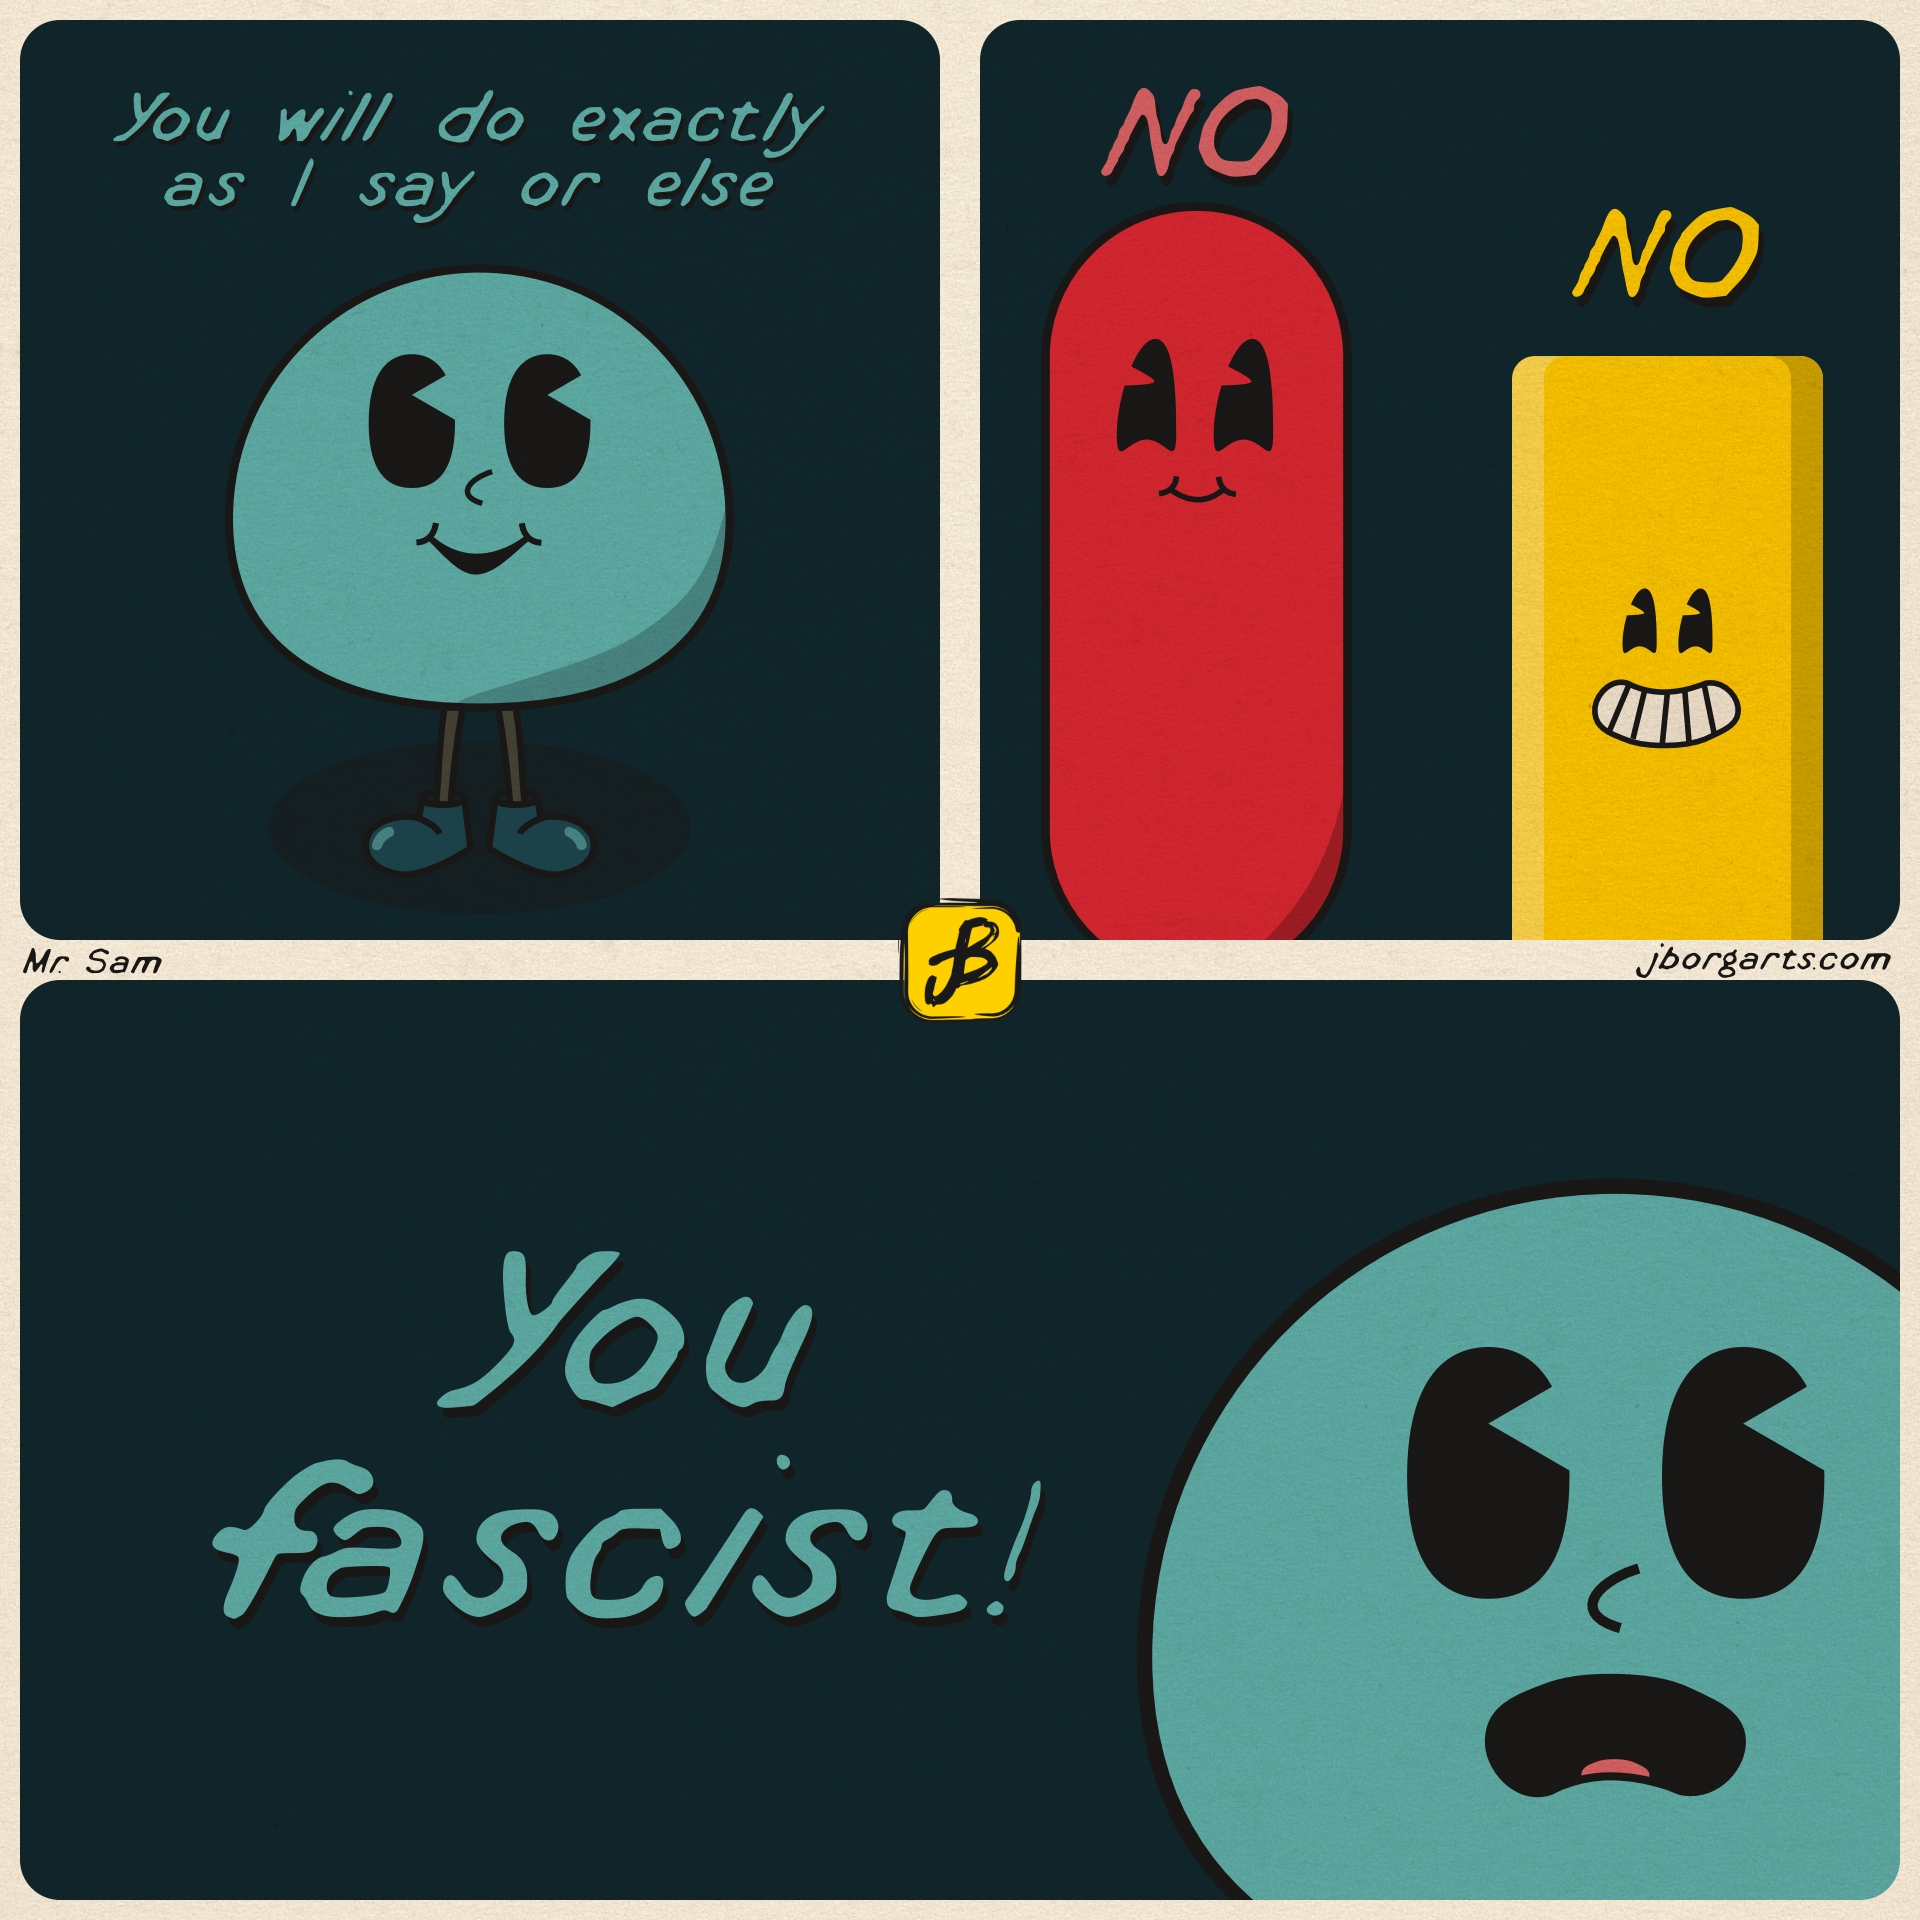 You will do exactly
as I say or else
NO
NO
Mr. Sam
B
jborgarts.com
You
fascist!